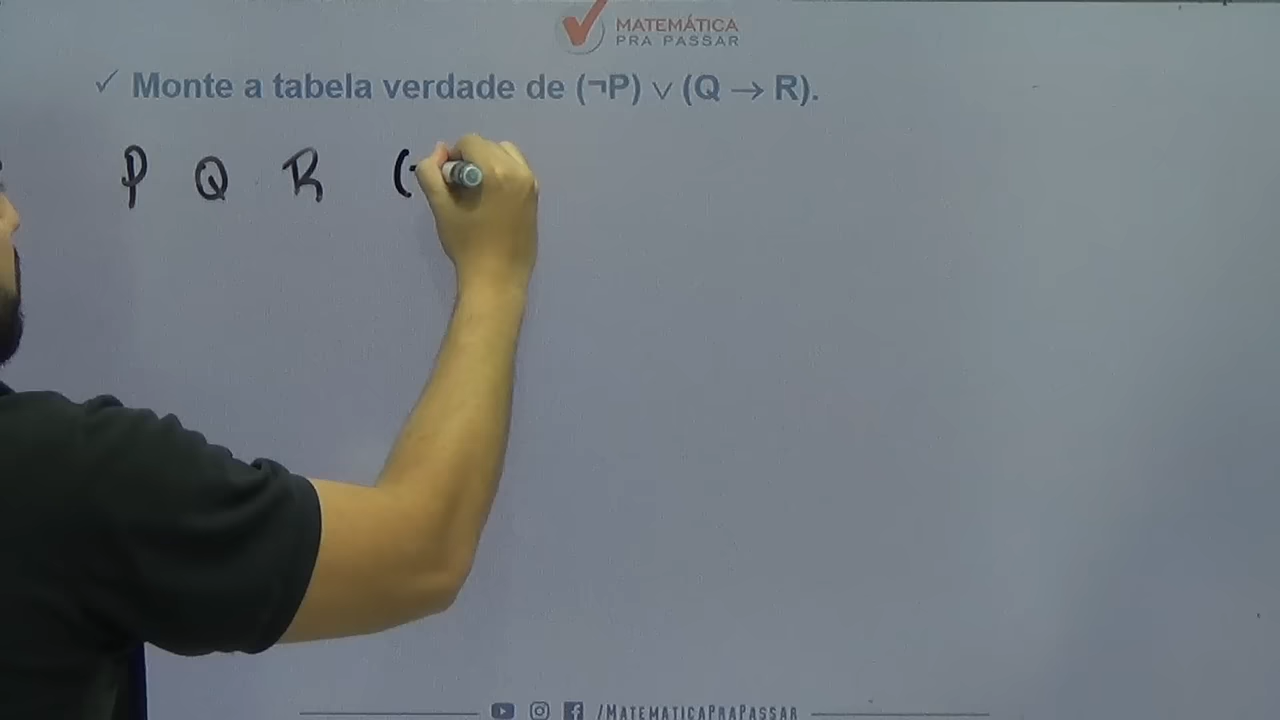 MATEMÁTICA
PRA PASSAR
✓ Monte a tabela verdade de (¬P) ∨ (Q → R).
P Q R (
/MATEMATICAPRAPASSAR